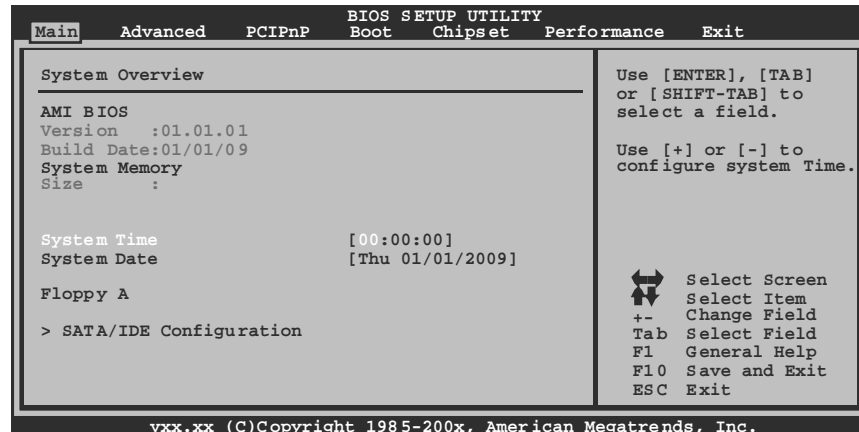 BIOS SETUP UTILITY
Main Advanced PCIPnP Boot Chipset Performance Exit
System Overview
AMI BIOS
Version :01.01.01
Build Date:01/01/09
System Memory
Size :
System Time [00:00:00]
System Date [Thu 01/01/2009]
Floppy A
> SATA/IDE Configuration
Use [ENTER], [TAB]
or [SHIFT-TAB] to
select a field.
Use [+] or [-] to
configure system Time.
Select Screen
Select Item
+- Change Field
Tab Select Field
F1 General Help
F10 Save and Exit
ESC Exit
vxx.xx (C)Copyright 1985-200x, American Megatrends, Inc.